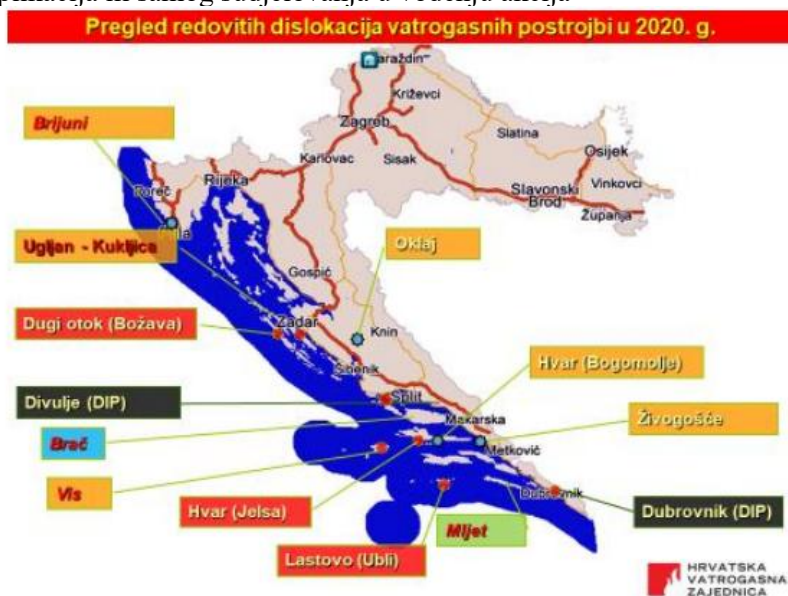 Pregled redovitih dislokacija vatrogasnih postrojbi u 2020. g.
Križevci
Brijuni
Zagreb
Slatina
Karlovac
Sisak
Osijek
Poreč
Rijeka
Slavonski
Brod
Vinkovci
Županja
Ugljan - Kukljica
Oklaj
Gospić
Dugi otok (Božava)
Zadar
Knin
Šibenik
Hvar (Bogomolje)
Divulje (DIP)
Split
Makarska
Živogošće
Brač
Metković
Vis
Dubrovnik
Hvar (Jelsa)
Dubrovnik (DIP)
Mljet
Lastovo (Ubli)
HRVATSKA
VATROGASNA
ZAJEDNICA